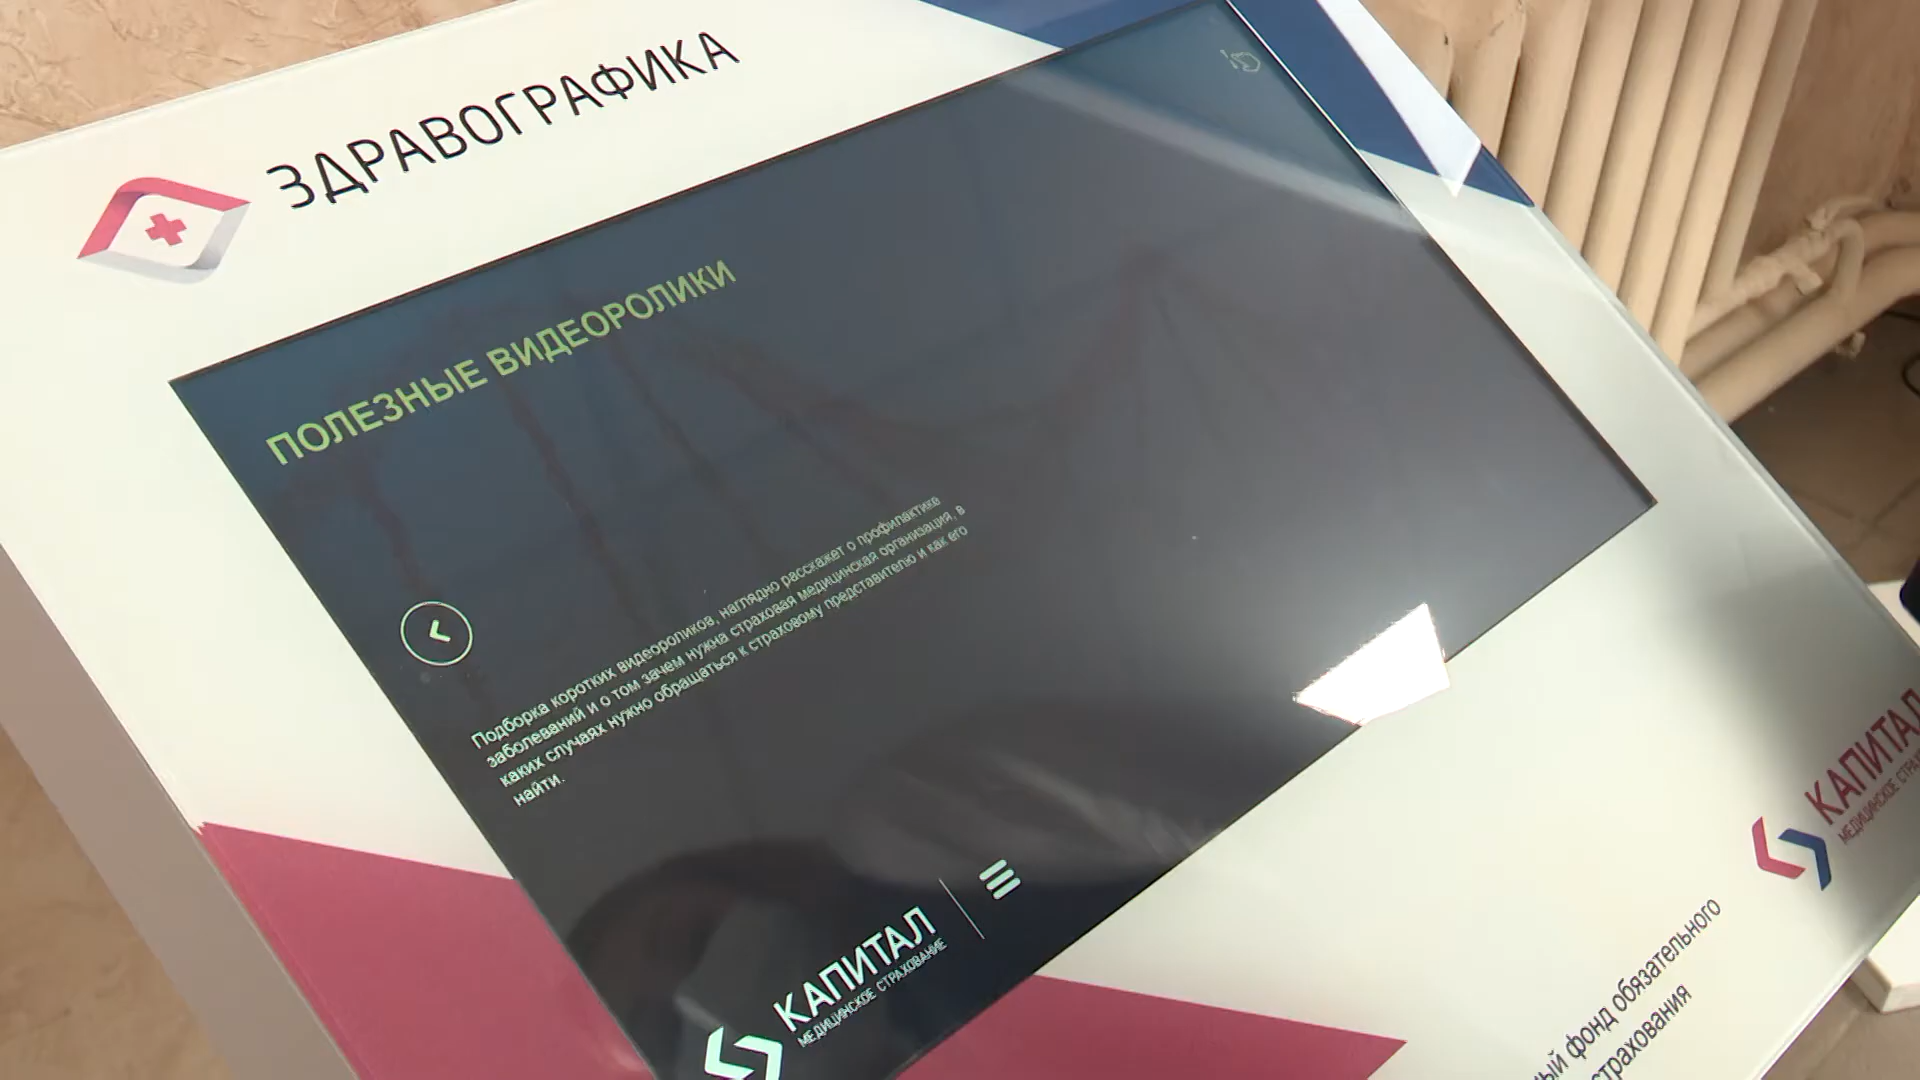 ЗДРАВОГРАФИКА
ПОЛЕЗНЫЕ ВИДЕОРОЛИКИ
Подборка коротких видеороликов, наглядно расскажет о профилактике
заболеваний и о том зачем нужна страховая медицинская организация, в
каких случаях нужно обращаться к страховому представителю и как его
найти.
КАПИТАЛ
МЕДИЦИНСКОЕ СТРАХОВАНИЕ
КАПИТАЛ
МЕДИЦИНСКОЕ
фонд обязательного
страхования